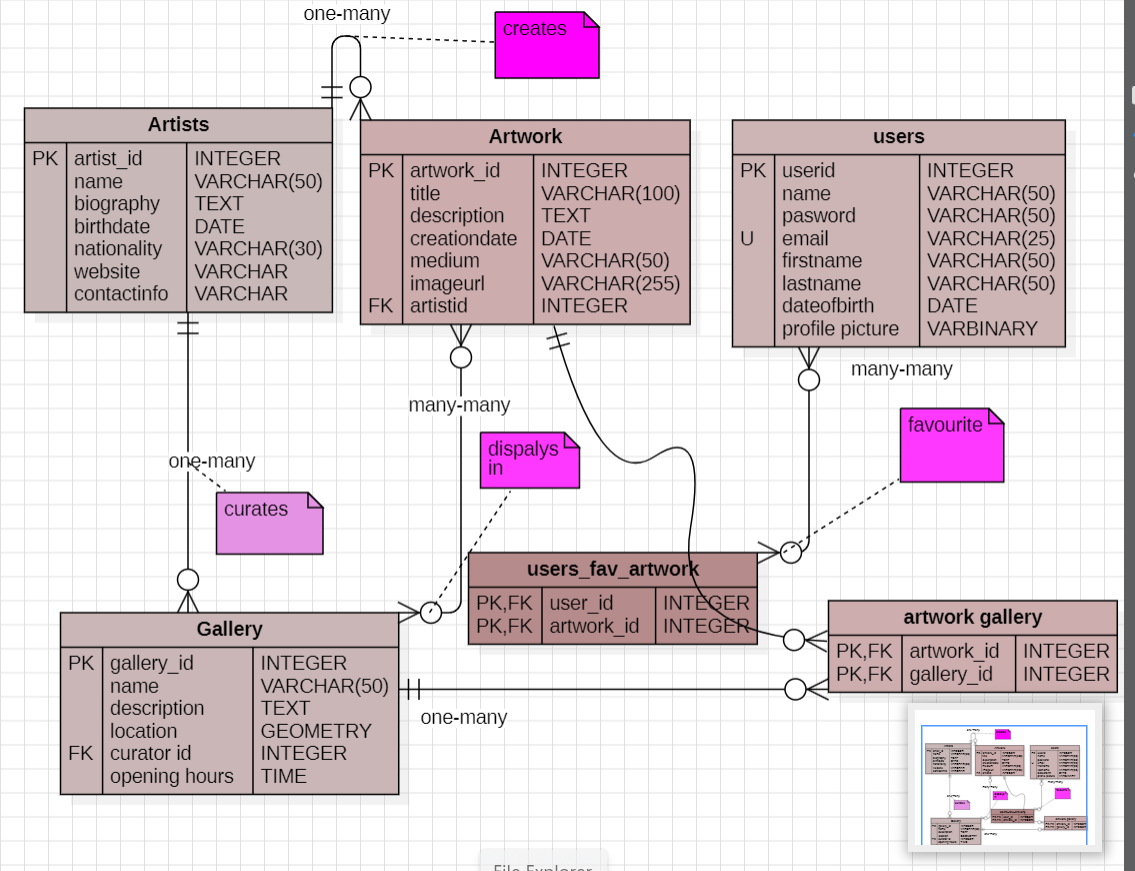 one-many
creates
Artists
PK artist_id INTEGER
name VARCHAR(50)
biography TEXT
birthdate DATE
nationality VARCHAR(30)
website VARCHAR
contactinfo VARCHAR
Artwork
PK artwork_id INTEGER
title VARCHAR(100)
description TEXT
creationdate DATE
medium VARCHAR(50)
imageurl VARCHAR(255)
FK artistid INTEGER
users
PK userid INTEGER
name VARCHAR(50)
pasword VARCHAR(50)
U email VARCHAR(25)
firstname VARCHAR(50)
lastname VARCHAR(50)
dateofbirth DATE
profile picture VARBINARY
many-many
many-many
favourite
dispalys
in
one-many
curates
users_fav_artwork
PK,FK user_id INTEGER
PK,FK artwork_id INTEGER
artwork gallery
PK,FK artwork_id INTEGER
PK,FK gallery_id INTEGER
Gallery
PK gallery_id INTEGER
name VARCHAR(50)
description TEXT
location GEOMETRY
FK curator id INTEGER
opening hours TIME
one-many
File Explorer